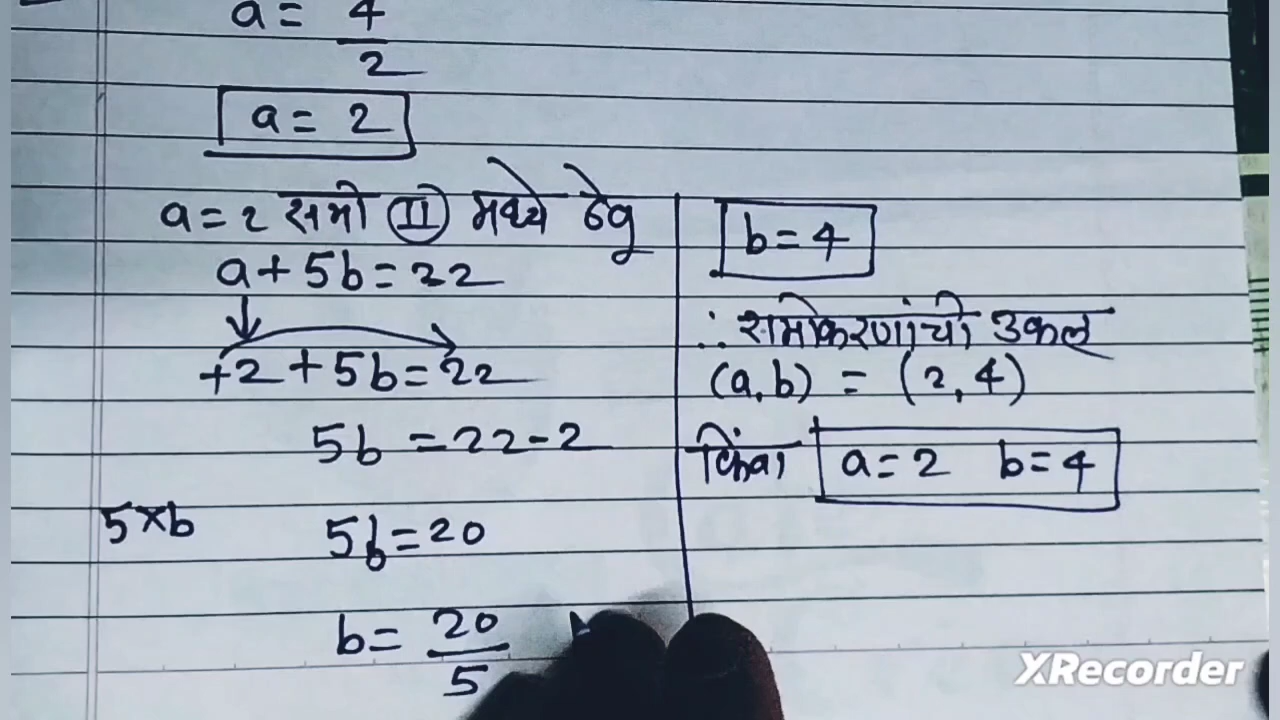 a = 4/2
a = 2
a = 2 समी (II) मध्ये ठेवु
a + 5b = 22
+2 + 5b = 22
5b = 22 - 2
5×b
5b = 20
b = 20/5
b = 4
∴ समीकरणांची उकल
(a, b) = (2, 4)
किंवा a = 2 b = 4
XRecorder